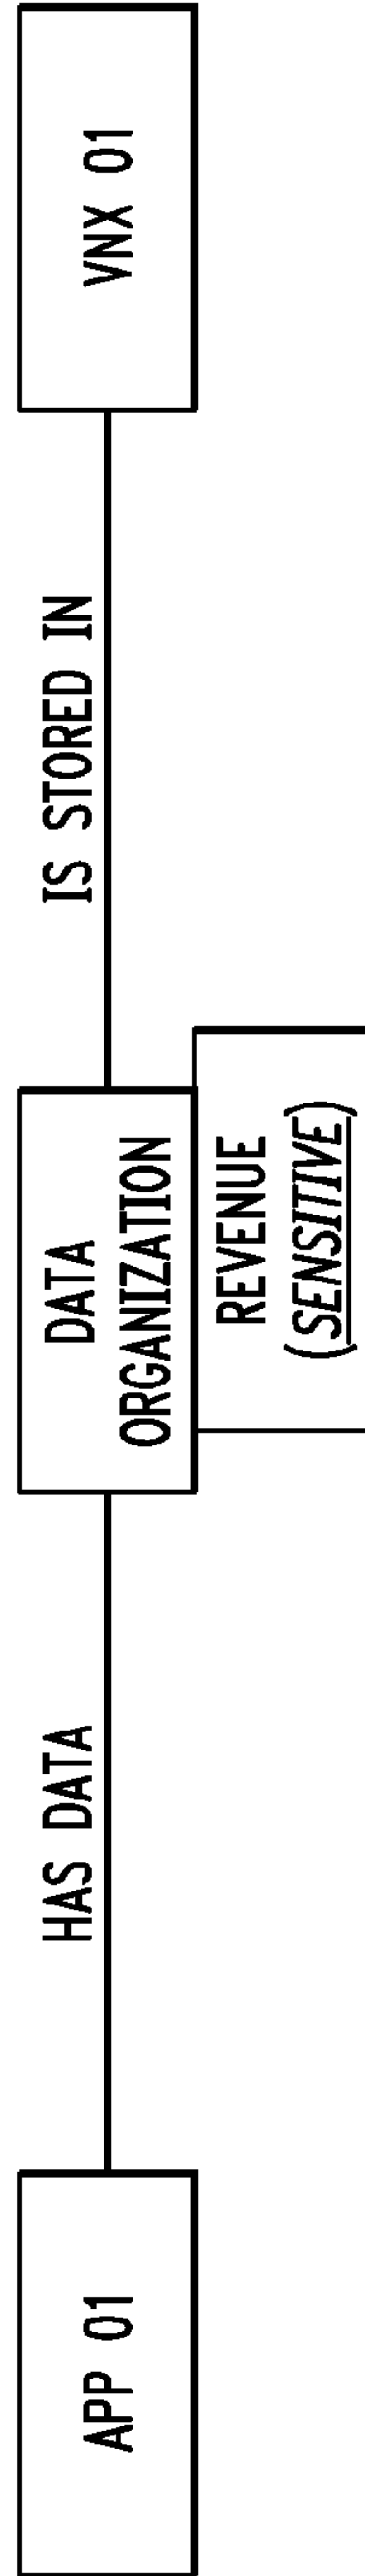 APP 01
HAS DATA
DATA
ORGANIZATION
REVENUE
(SENSITIVE)
IS STORED IN
VNX 01